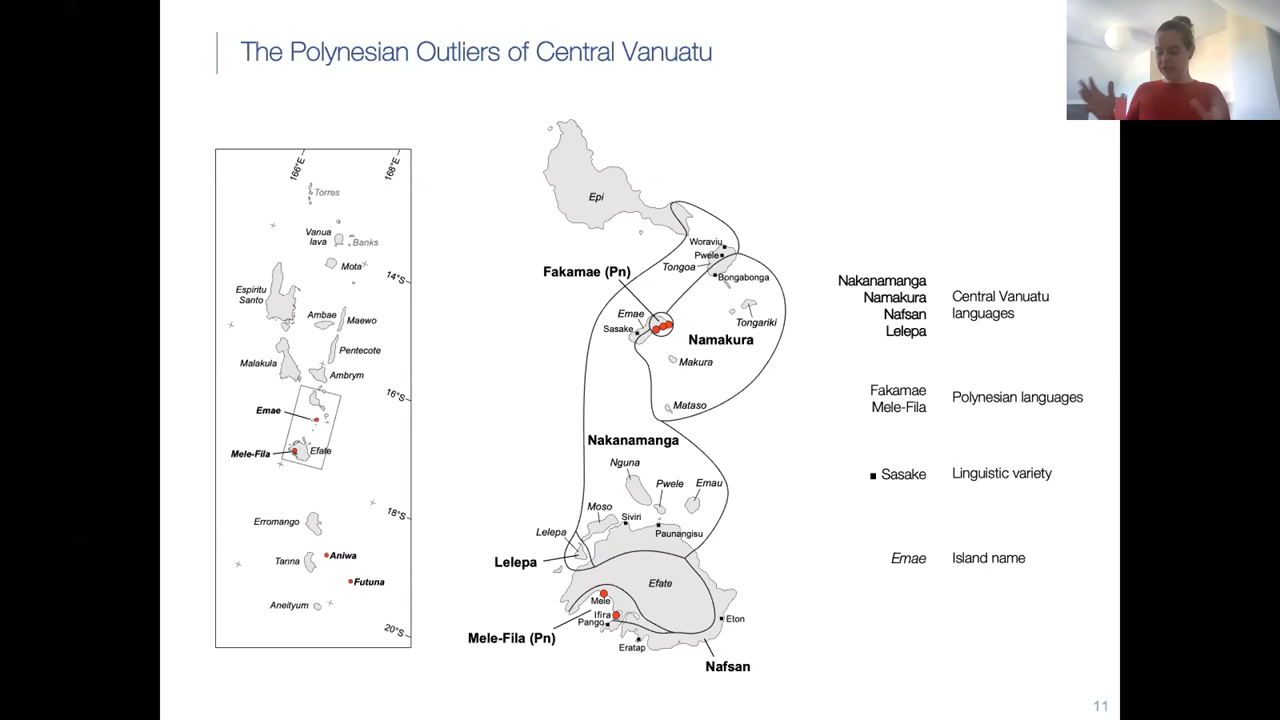 The Polynesian Outliers of Central Vanuatu
166°E
168°E
Torres
Vanua
lava
Banks
Mota
14°S
Espiritu
Santo
Ambae
Maewo
Pentecote
Malakula
Ambrym
16°S
Emae
Mele-Fila
Efate
18°S
Erromango
Aniwa
Tanna
Futuna
Aneityum
20°S
Epi
Woraviu
Pwele
Tongoa
Bongabonga
Fakamae (Pn)
Emae
Sasake
Tongariki
Namakura
Makura
Mataso
Nakanamanga
Nguna
Pwele
Emau
Moso
Siviri
Lelepa
Paunangisu
Lelepa
Efate
Mele
Ifira
Pango
Eton
Mele-Fila (Pn)
Eratap
Nafsan
Nakanamanga
Namakura
Nafsan
Lelepa
Central Vanuatu
languages
Fakamae
Mele-Fila
Polynesian languages
Sasake
Linguistic variety
Emae
Island name
11